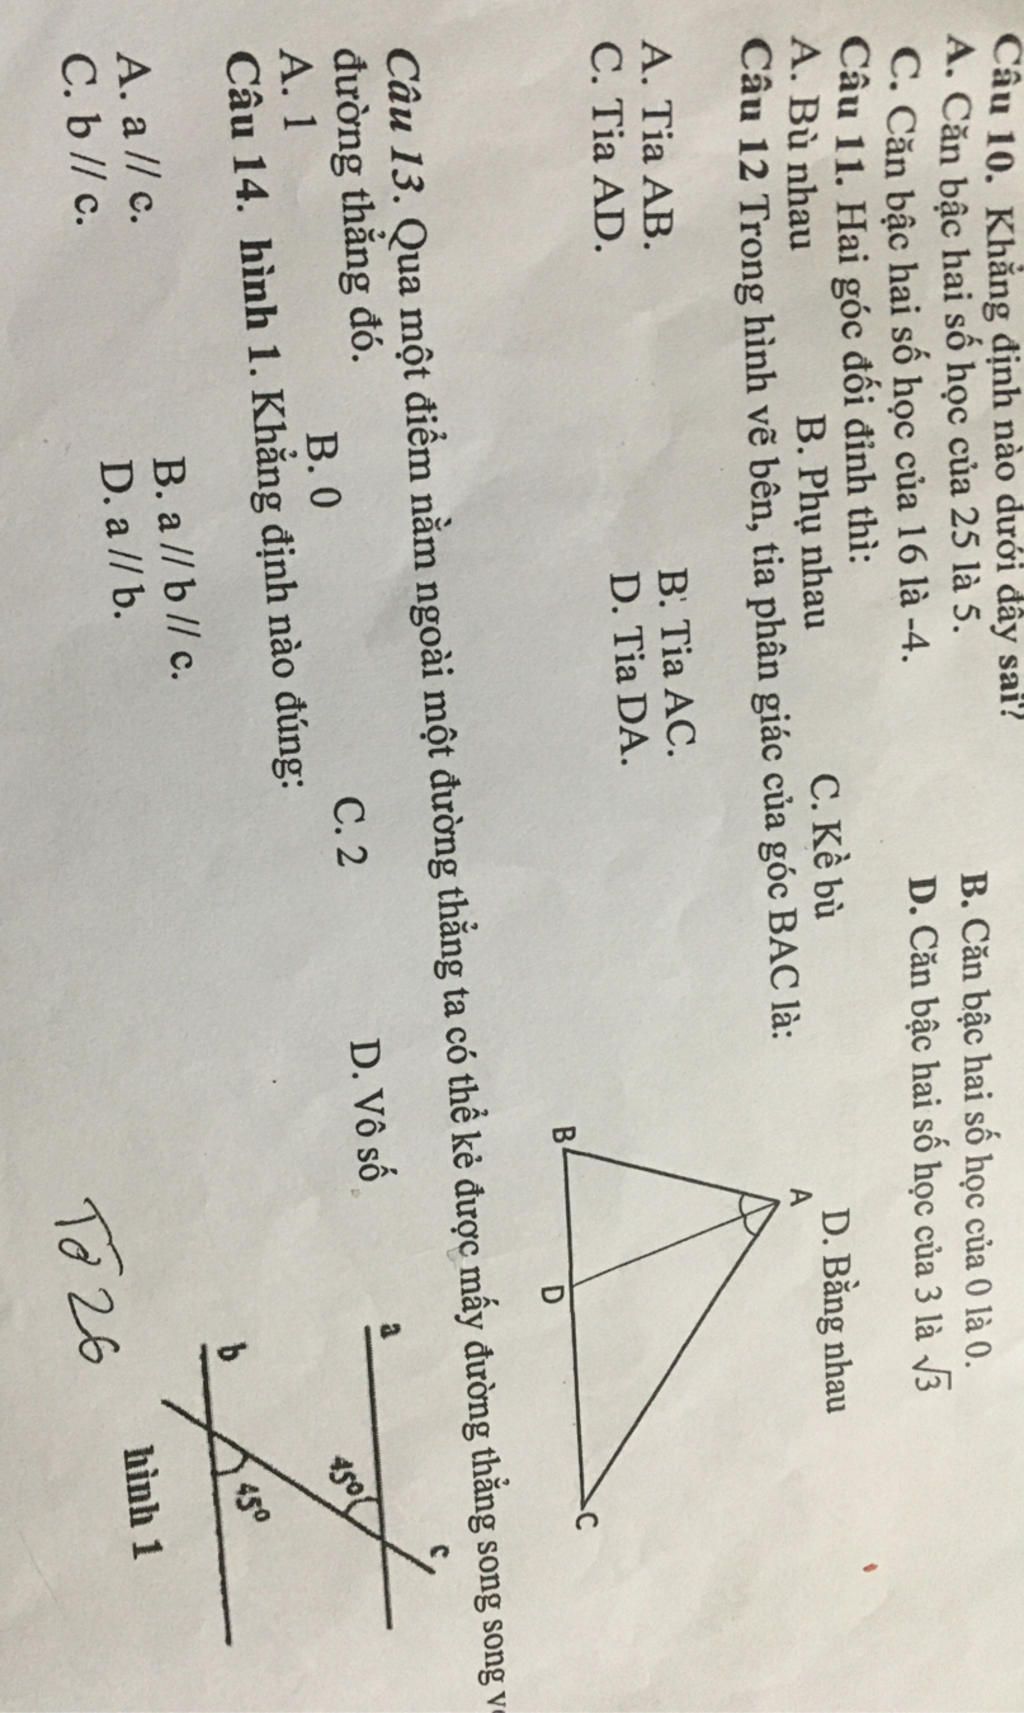 Câu 10. Khẳng định nào dưới đây sai?
A. Căn bậc hai số học của 25 là 5. B. Căn bậc hai số học của 0 là 0.
C. Căn bậc hai số học của 16 là -4. D. Căn bậc hai số học của 3 là √3
Câu 11. Hai góc đối đỉnh thì:
A. Bù nhau B. Phụ nhau C. Kề bù D. Bằng nhau
Câu 12 Trong hình vẽ bên, tia phân giác của góc BAC là:
A. Tia AB. B. Tia AC.
C. Tia AD. D. Tia DA.
A
B
D
C
Câu 13. Qua một điểm nằm ngoài một đường thẳng ta có thể kẻ được mấy đường thẳng song song
đường thẳng đó.
A. 1 B. 0 C. 2 D. Vô số
Câu 14. hình 1. Khẳng định nào đúng:
A. a // c. B. a // b // c.
C. b // c. D. a // b.
a
c
45⁰
b
45⁰
hình 1
26